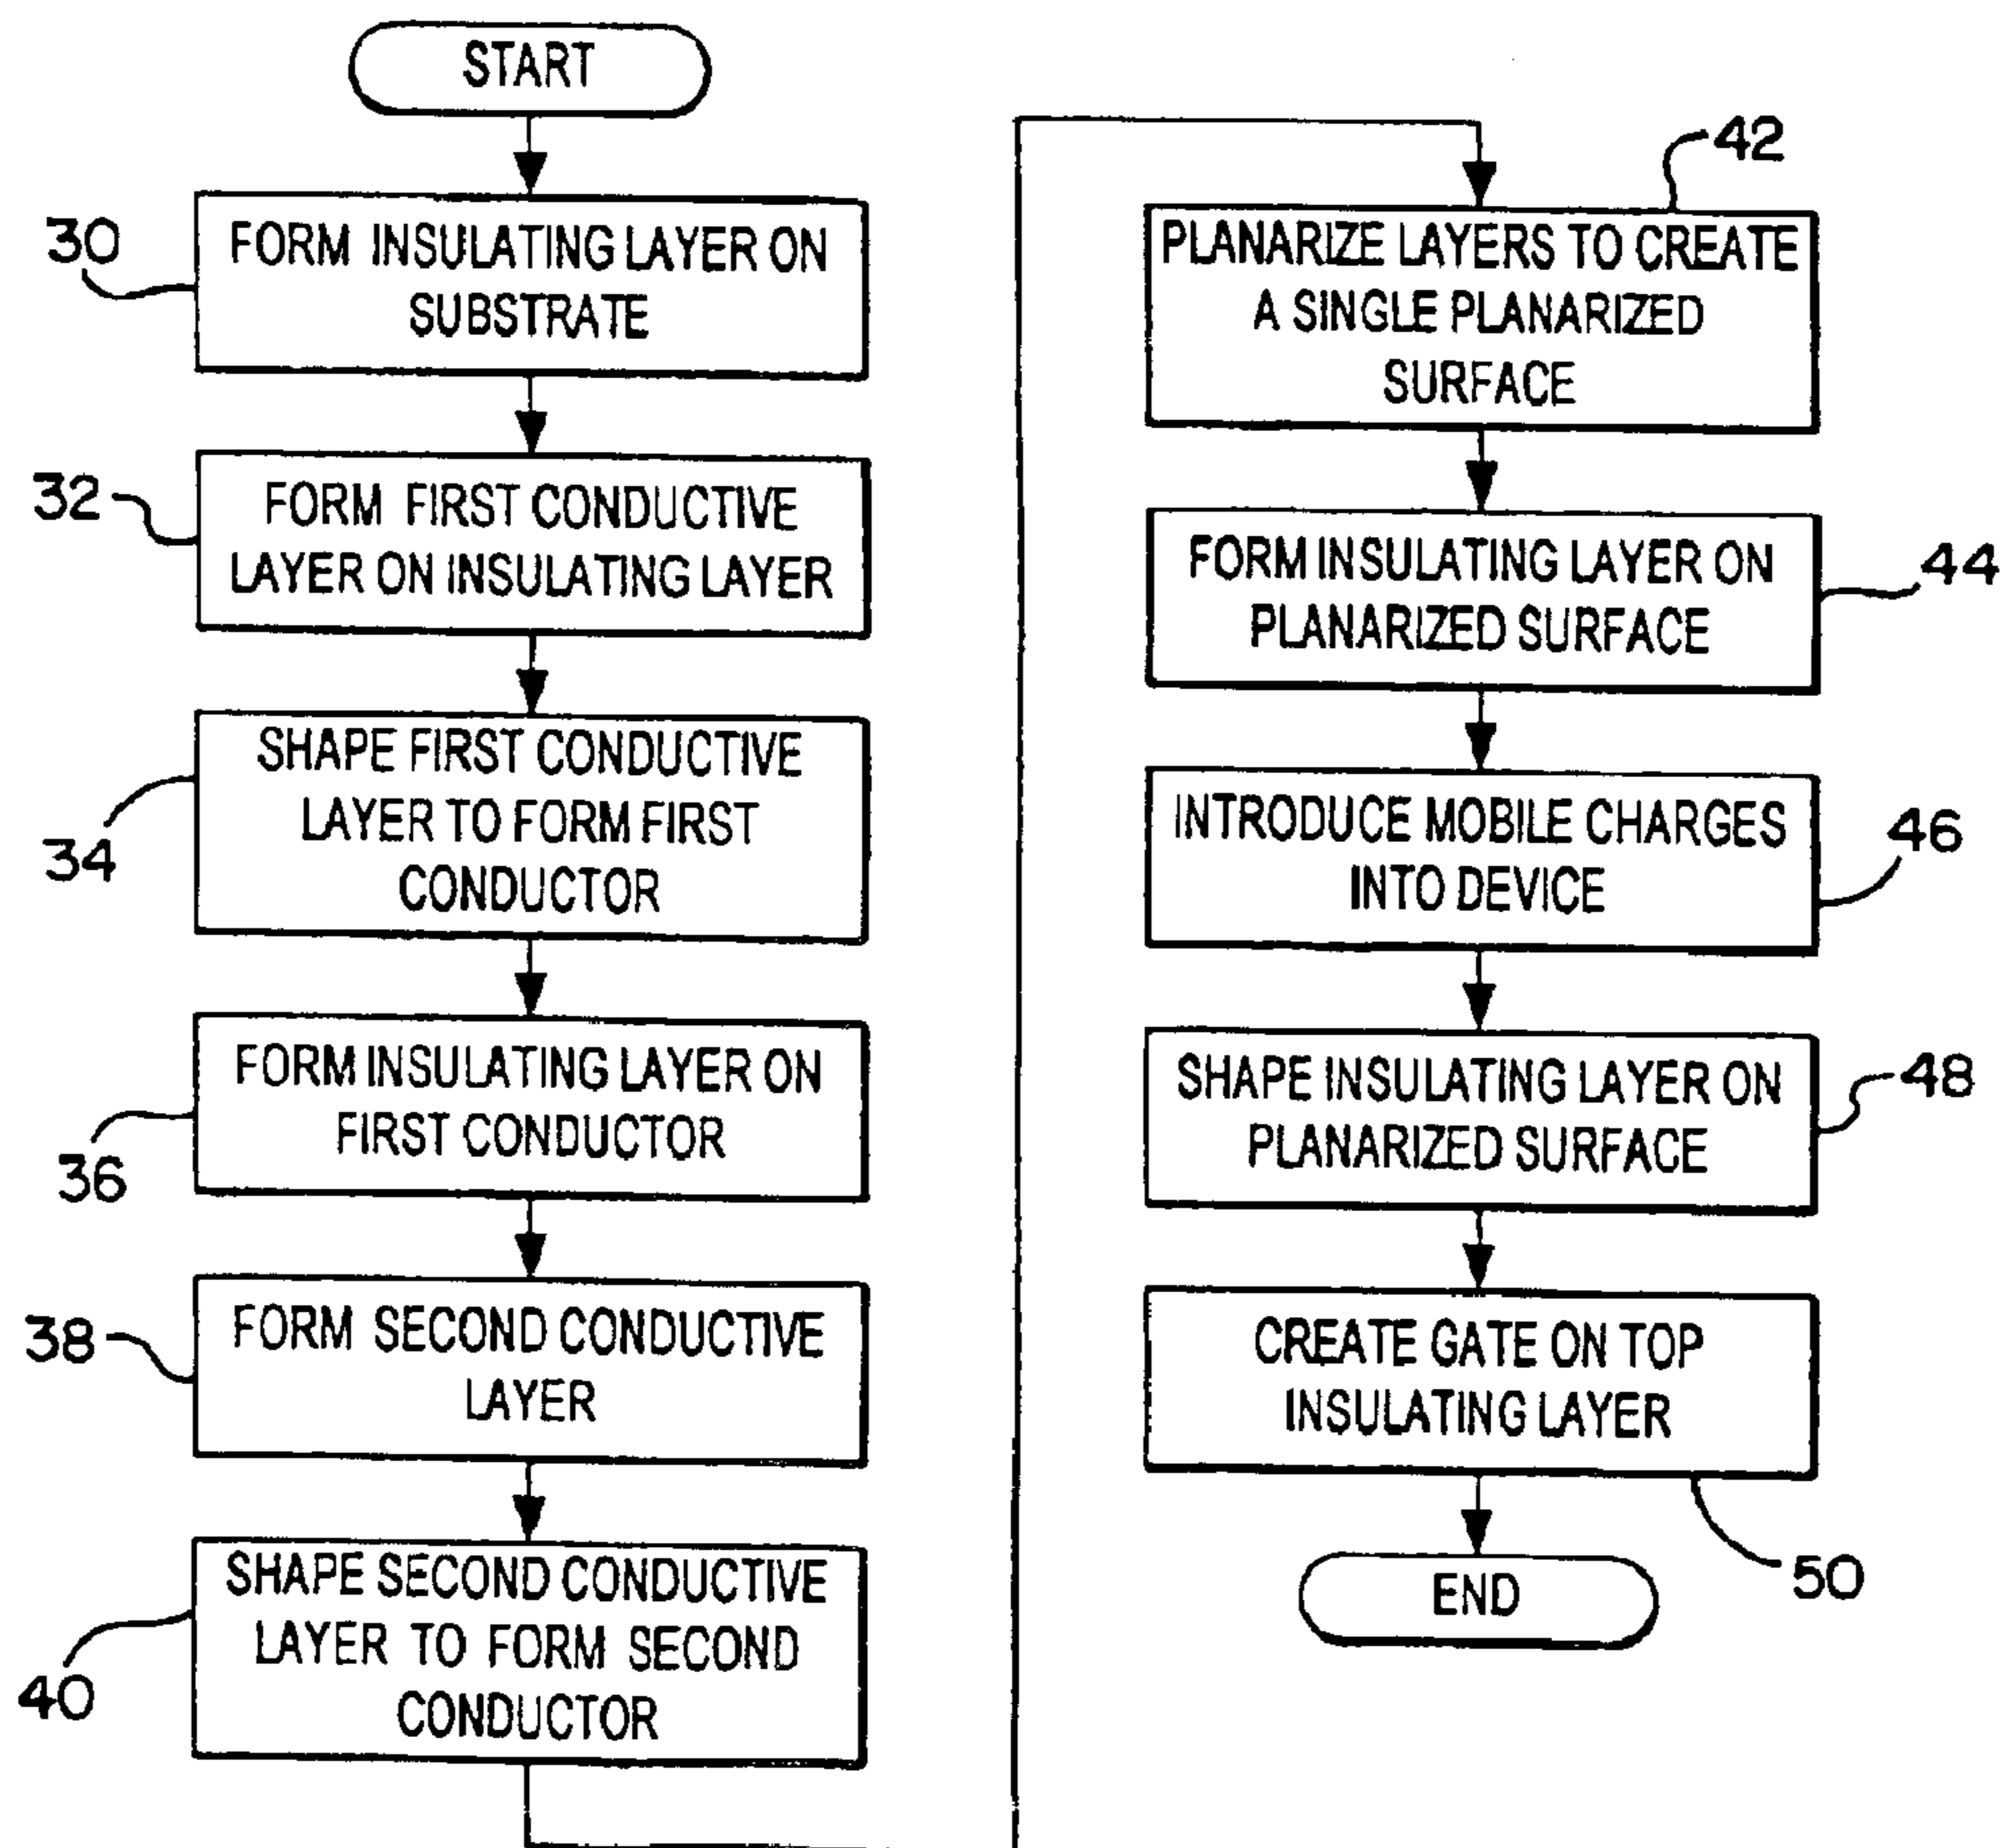 START
30
FORM INSULATING LAYER ON
SUBSTRATE
32
FORM FIRST CONDUCTIVE
LAYER ON INSULATING LAYER
34
SHAPE FIRST CONDUCTIVE
LAYER TO FORM FIRST
CONDUCTOR
36
FORM INSULATING LAYER ON
FIRST CONDUCTOR
38
FORM SECOND CONDUCTIVE
LAYER
40
SHAPE SECOND CONDUCTIVE
LAYER TO FORM SECOND
CONDUCTOR
42
PLANARIZE LAYERS TO CREATE
A SINGLE PLANARIZED
SURFACE
44
FORM INSULATING LAYER ON
PLANARIZED SURFACE
46
INTRODUCE MOBILE CHARGES
INTO DEVICE
48
SHAPE INSULATING LAYER ON
PLANARIZED SURFACE
CREATE GATE ON TOP
INSULATING LAYER
50
END